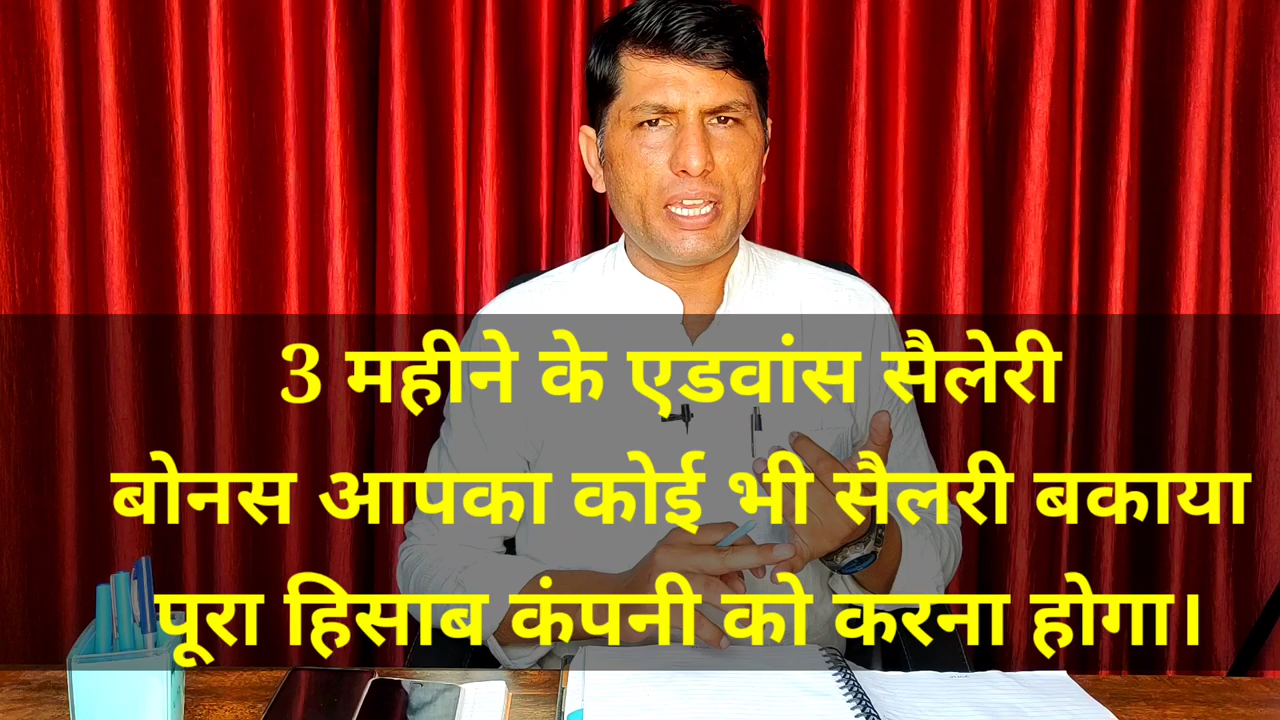 3 महीने के एडवांस सैलेरी
बोनस आपका कोई भी सैलरी बकाया
पूरा हिसाब कंपनी को करना होगा।